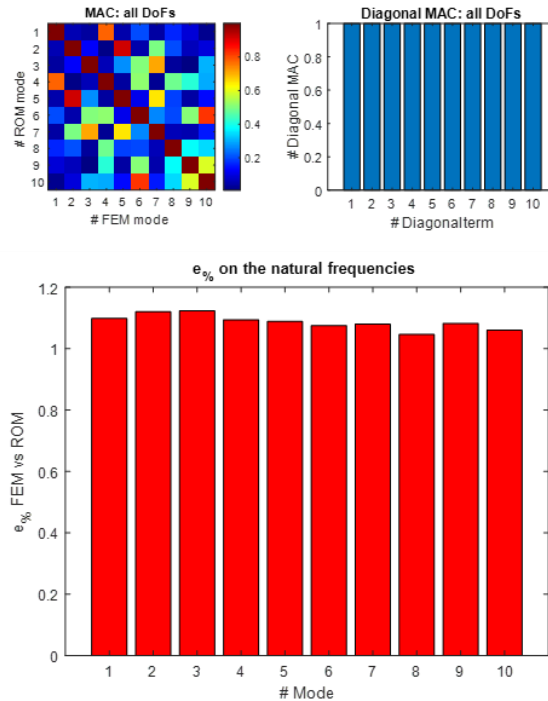 MAC: all DoFs
1
2
3
4
5
6
7
8
9
10
# ROM mode
1 2 3 4 5 6 7 8 9 10
# FEM mode
0.8
0.6
0.4
0.2
Diagonal MAC: all DoFs
1
0.8
0.6
0.4
0.2
0
# Diagonal MAC
1 2 3 4 5 6 7 8 9 10
# Diagonalterm
e% on the natural frequencies
1.2
1
0.8
0.6
0.4
0.2
0
e% FEM vs ROM
1 2 3 4 5 6 7 8 9 10
# Mode